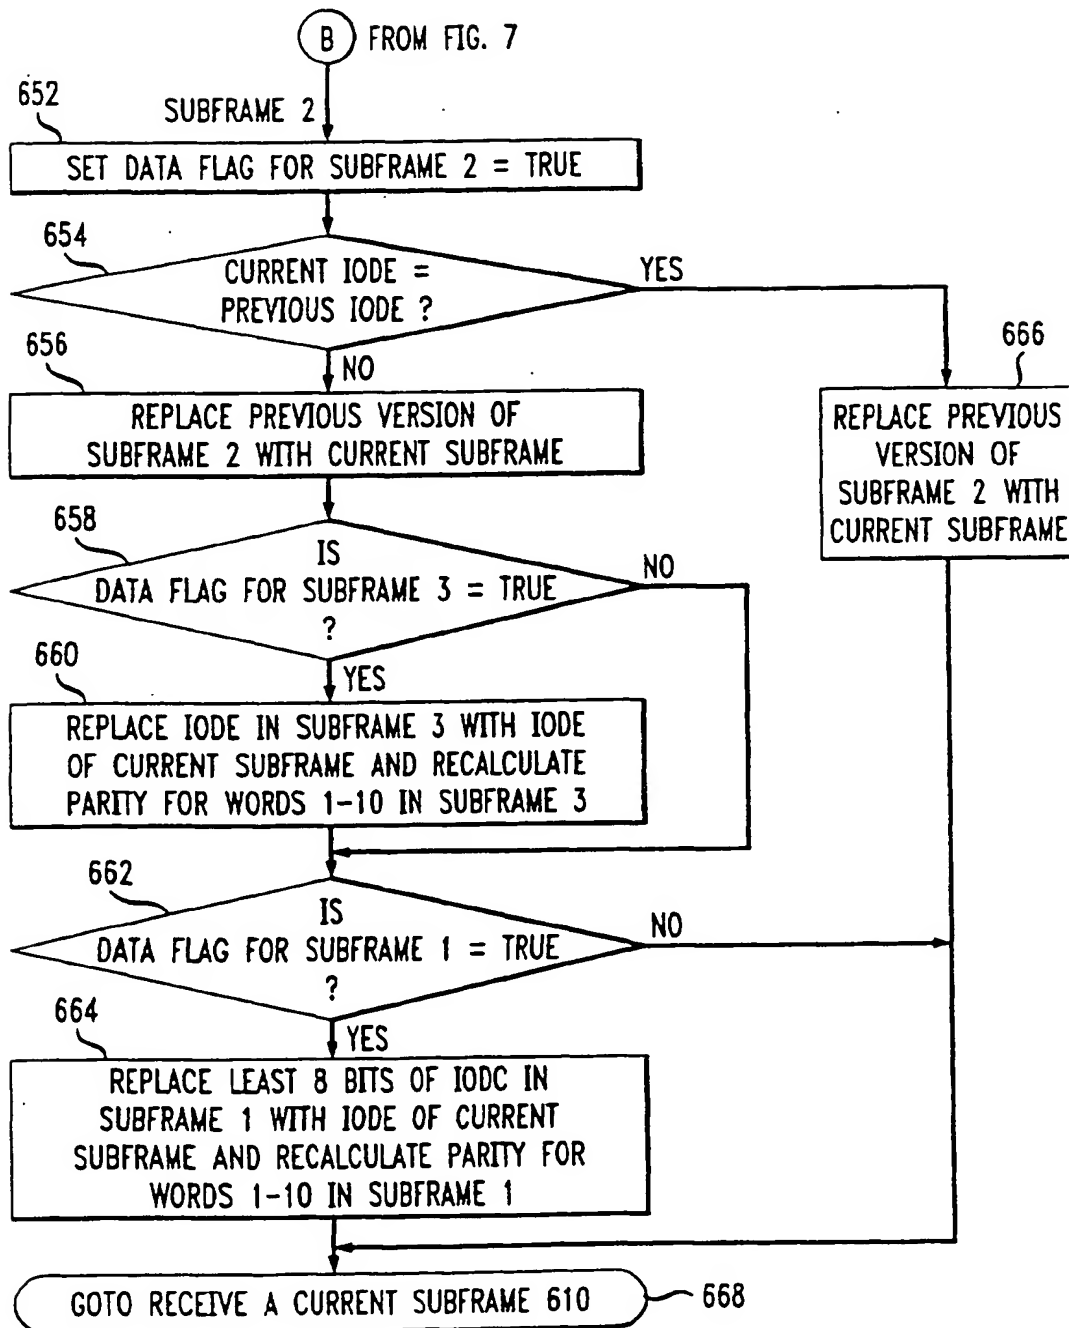 B FROM FIG. 7
652
SUBFRAME 2
SET DATA FLAG FOR SUBFRAME 2 = TRUE
654
CURRENT IODE =
PREVIOUS IODE ?
YES
NO
656
REPLACE PREVIOUS VERSION OF
SUBFRAME 2 WITH CURRENT SUBFRAME
666
REPLACE PREVIOUS
VERSION OF
SUBFRAME 2 WITH
CURRENT SUBFRAME
658
IS
DATA FLAG FOR SUBFRAME 3 = TRUE
?
NO
YES
660
REPLACE IODE IN SUBFRAME 3 WITH IODE
OF CURRENT SUBFRAME AND RECALCULATE
PARITY FOR WORDS 1-10 IN SUBFRAME 3
662
IS
DATA FLAG FOR SUBFRAME 1 = TRUE
?
NO
YES
664
REPLACE LEAST 8 BITS OF IODC IN
SUBFRAME 1 WITH IODE OF CURRENT
SUBFRAME AND RECALCULATE PARITY FOR
WORDS 1-10 IN SUBFRAME 1
GOTO RECEIVE A CURRENT SUBFRAME 610
668